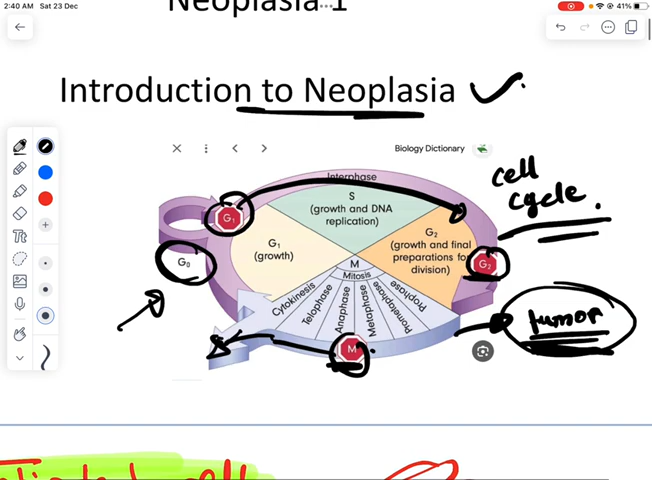 2:40 AM Sat 23 Dec
41%
Neoplasia 1
Introduction to Neoplasia
Biology Dictionary
cell
cycle.
Interphase
S
(growth and DNA
replication)
G1
G1
(growth)
G2
(growth and final
preparations for
division)
G0
G2
M
Mitosis
Cytokinesis
Telophase
Anaphase
Metaphase
Prometaphase
Prophase
tumor
M
cell